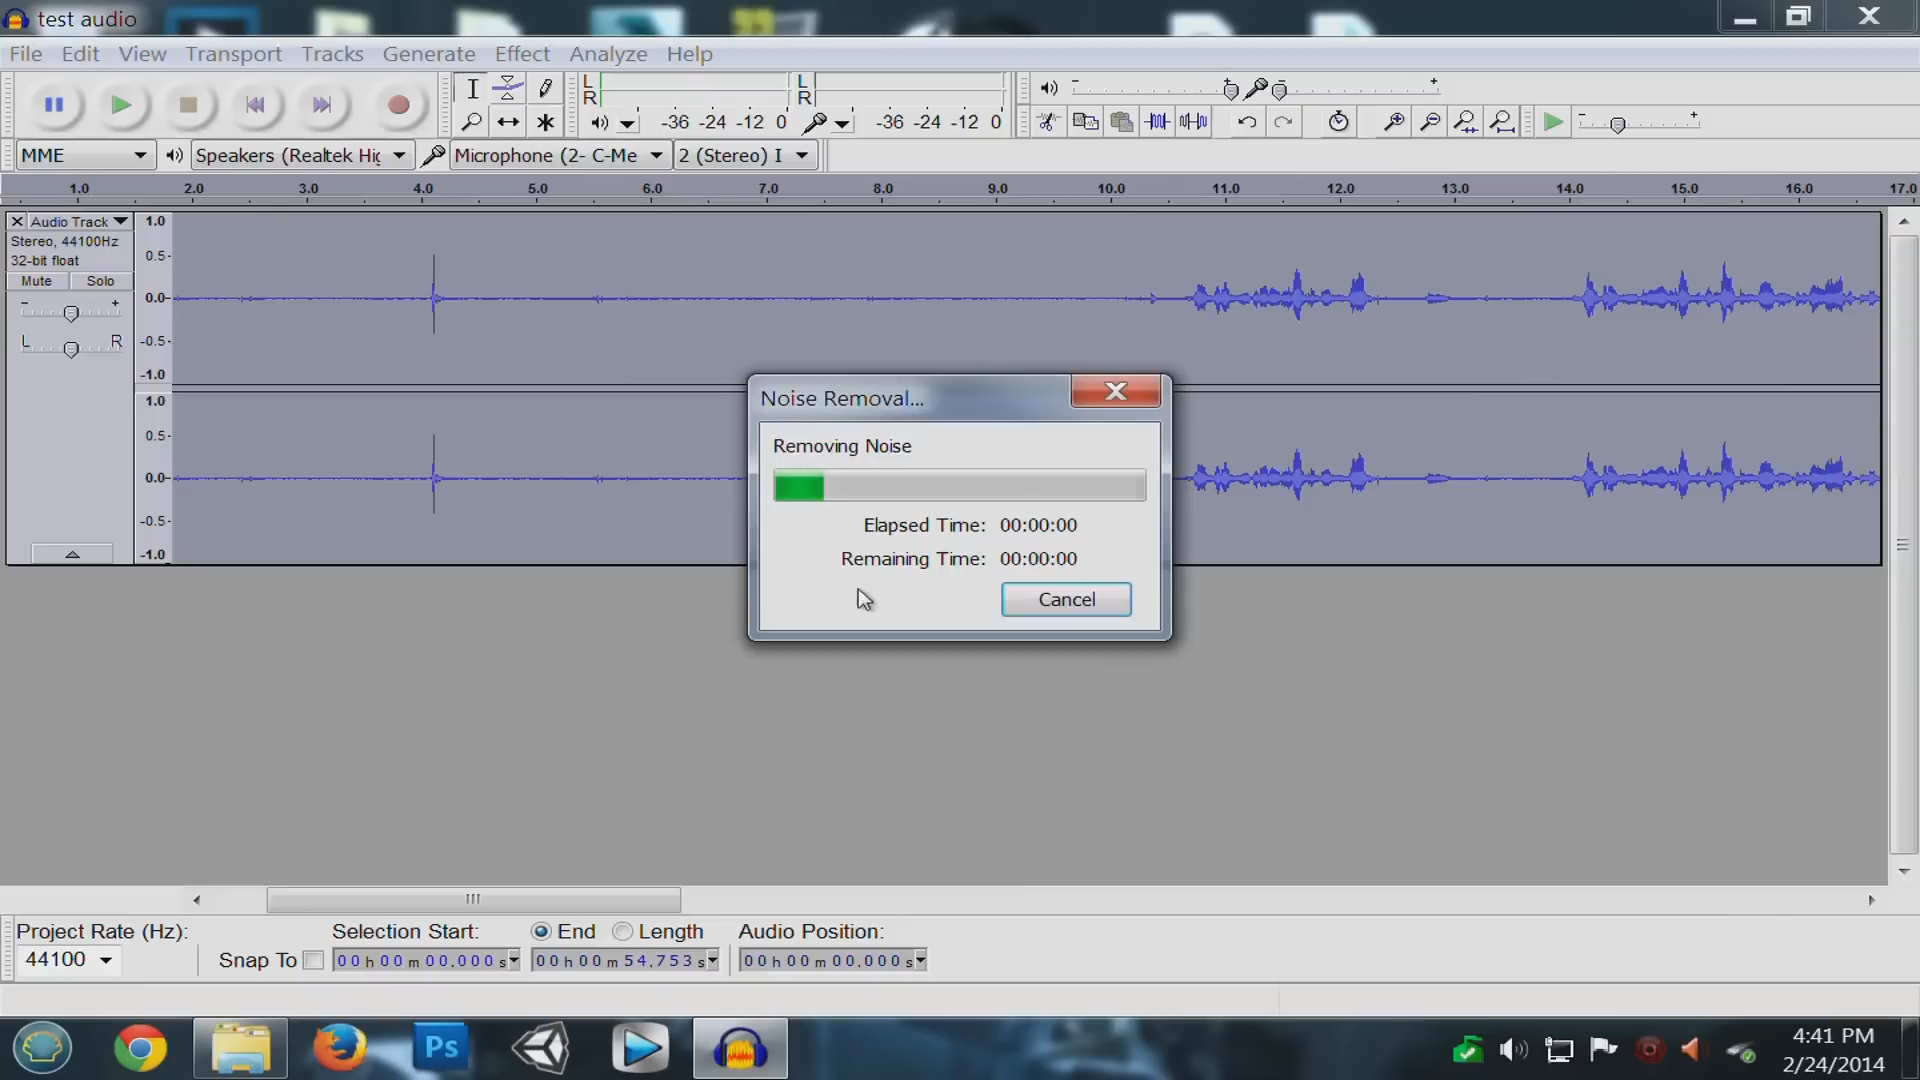 test audio
File Edit View Transport Tracks Generate Effect Analyze Help
L R L R
-36 -24 -12 0 -36 -24 -12 0
MME Speakers (Realtek Hig Microphone (2- C-Me 2 (Stereo) I
1.0 2.0 3.0 4.0 5.0 6.0 7.0 8.0 9.0 10.0 11.0 12.0 13.0 14.0 15.0 16.0 17.0
Audio Track
Stereo, 44100Hz
32-bit float
Mute Solo
- +
L R
1.0
0.5-
0.0-
-0.5-
-1.0
1.0
0.5-
0.0-
-0.5-
-1.0
Noise Removal...
Removing Noise
Elapsed Time: 00:00:00
Remaining Time: 00:00:00
Cancel
Project Rate (Hz): Selection Start: End Length Audio Position:
44100 Snap To 00 h 00 m 00.000 s 00 h 00 m 54.753 s 00 h 00 m 00.000 s
Ps
4:41 PM
2/24/2014